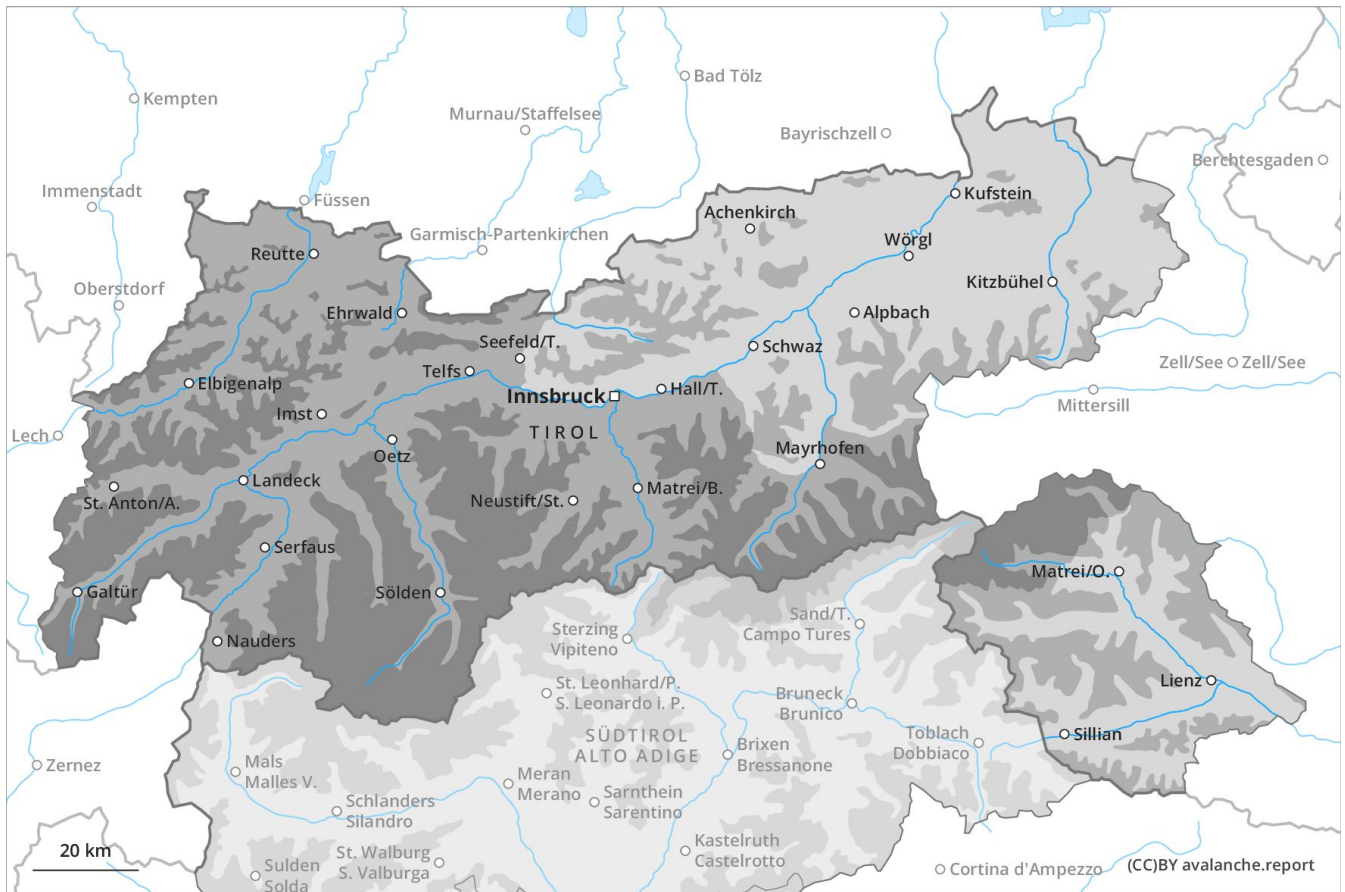 Kempten
Bad Tölz
Murnau/Staffelsee
Bayrischzell
Berchtesgaden
Immenstadt
Füssen
Kufstein
Achenkirch
Garmisch-Partenkirchen
Wörgl
Reutte
Oberstdorf
Kitzbühel
Ehrwald
Alpbach
Seefeld/T.
Schwaz
Telfs
Zell/See
Zell/See
Elbigenalp
Hall/T.
Innsbruck
Mittersill
Imst
TIROL
Lech
Oetz
Mayrhofen
Landeck
Matrei/B.
St. Anton/A.
Neustift/St.
Serfaus
Matrei/O.
Galtür
Sölden
Sand/T.
Campo Tures
Sterzing
Vipiteno
Nauders
Lienz
St. Leonhard/P.
S. Leonardo i. P.
Bruneck
Brunico
SÜDTIROL
ALTO ADIGE
Sillian
Toblach
Dobbiaco
Brixen
Bressanone
Zernez
Mals
Malles V.
Meran
Merano
Sarnthein
Sarentino
Schlanders
Silandro
Kastelruth
Castelrotto
20 km
St. Walburg
S. Valburga
Sulden
Solda
Cortina d'Ampezzo
(CC)BY avalanche.report